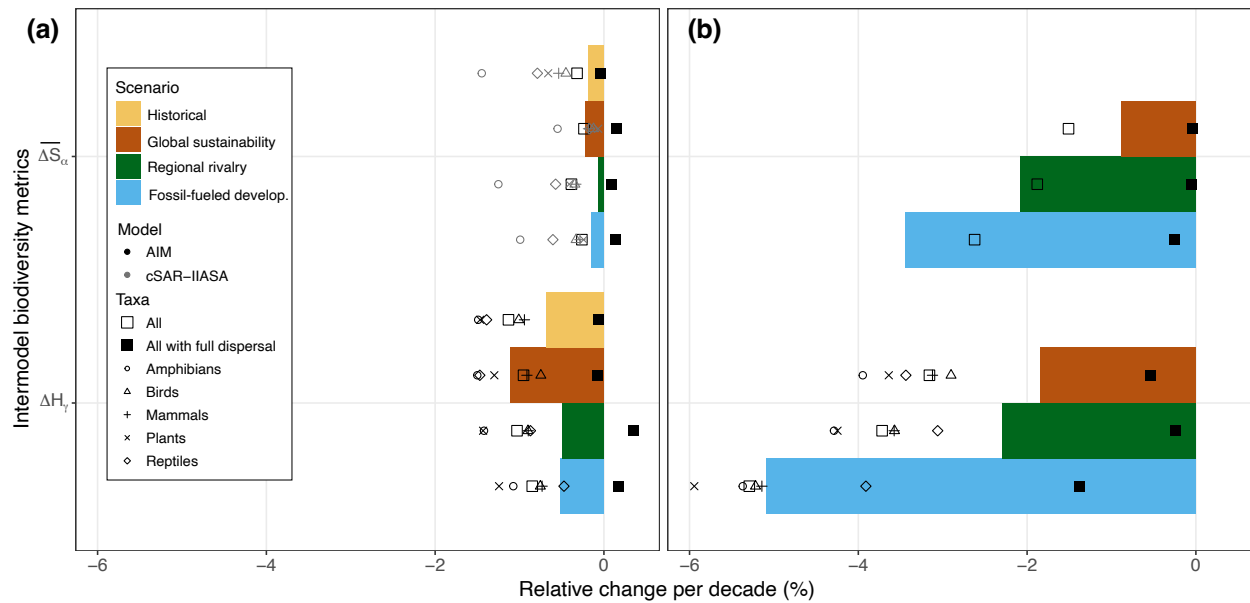 (a)
(b)
Scenario
Historical
Global sustainability
Regional rivalry
Fossil-fueled develop.
Model
AIM
cSAR−IIASA
Taxa
All
All with full dispersal
Amphibians
Birds
Mammals
Plants
Reptiles
Intermodel biodiversity metrics
ΔS̅α
ΔHγ
−6 −4 −2 0 −6 −4 −2 0
Relative change per decade (%)